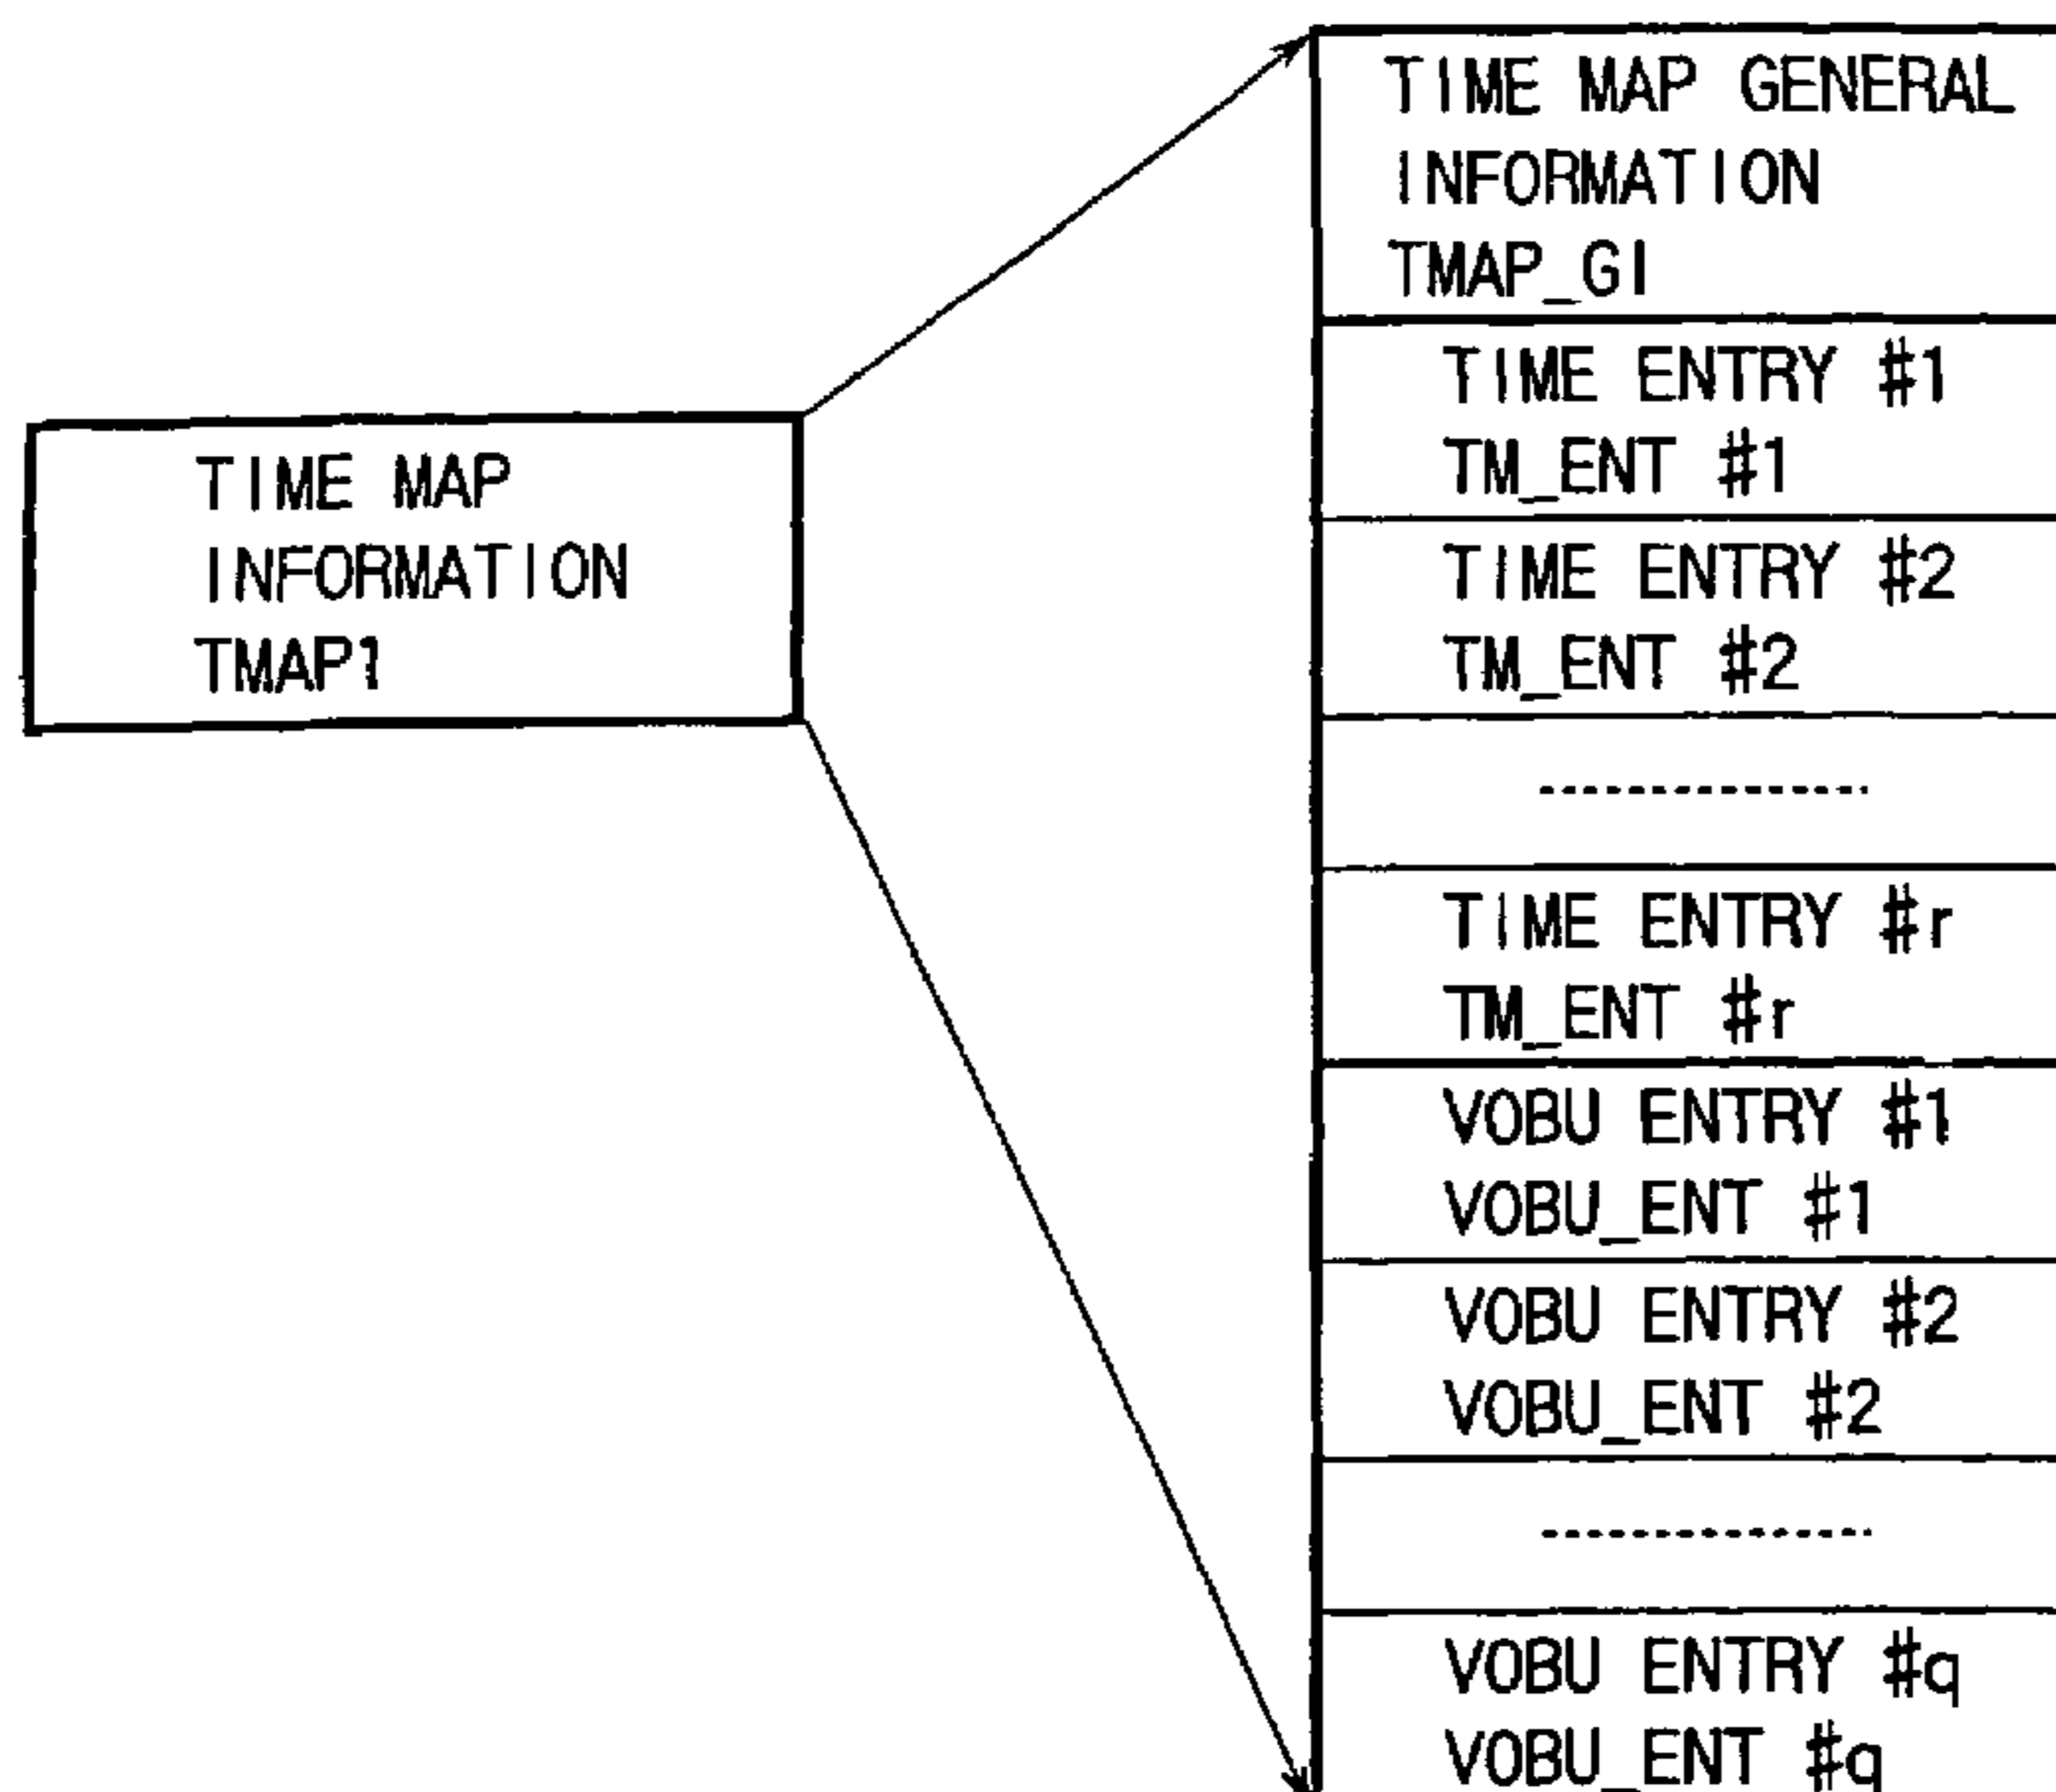 TIME MAP
INFORMATION
TMAP1
TIME MAP GENERAL
INFORMATION
TMAP_GI
TIME ENTRY #1
TM_ENT #1
TIME ENTRY #2
TM_ENT #2
TIME ENTRY #r
TM_ENT #r
VOBU ENTRY #1
VOBU_ENT #1
VOBU ENTRY #2
VOBU_ENT #2
VOBU ENTRY #q
VOBU_ENT #q